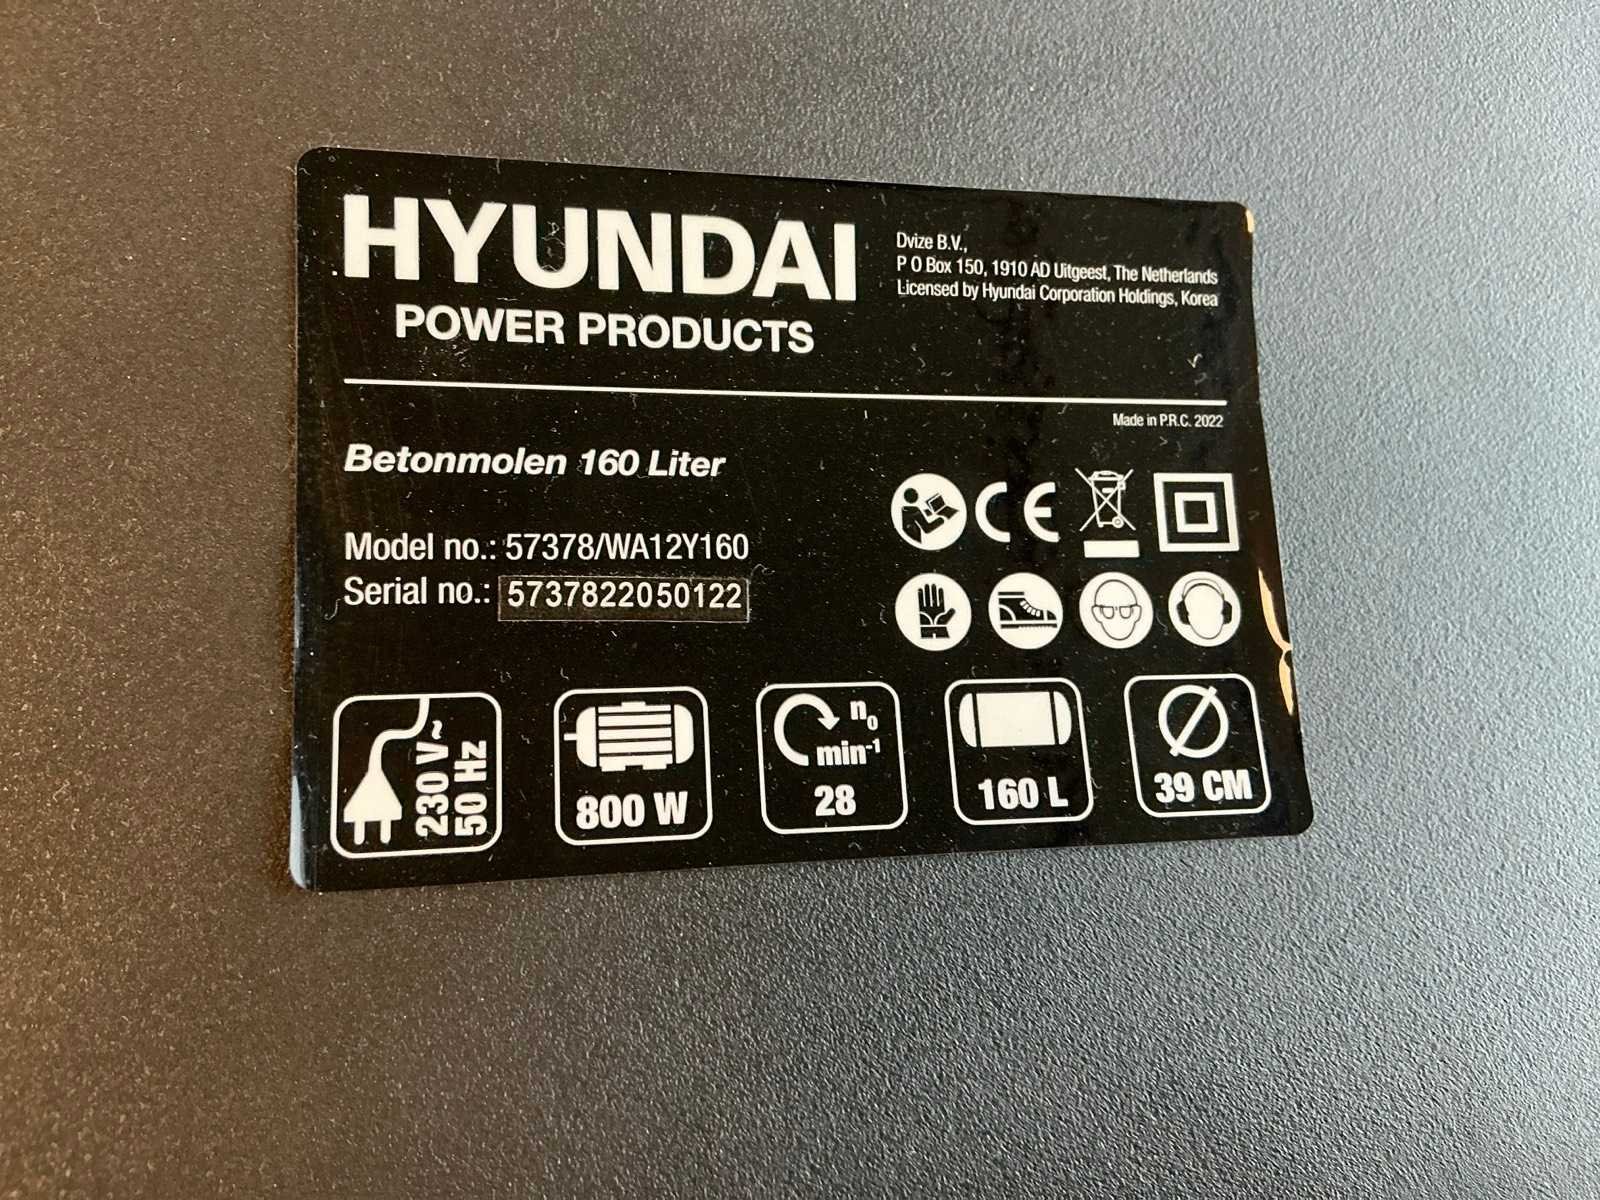 HYUNDAI
POWER PRODUCTS
Dvize B.V.,
P O Box 150, 1910 AD Uitgeest, The Netherlands
Licensed by Hyundai Corporation Holdings, Korea
Made in P.R.C. 2022
Betonmolen 160 Liter
Model no.: 57378/WA12Y160
Serial no.: 5737822050122
CE
230 V~
50 Hz
800 W
n0
min-1
28
160 L
39 CM